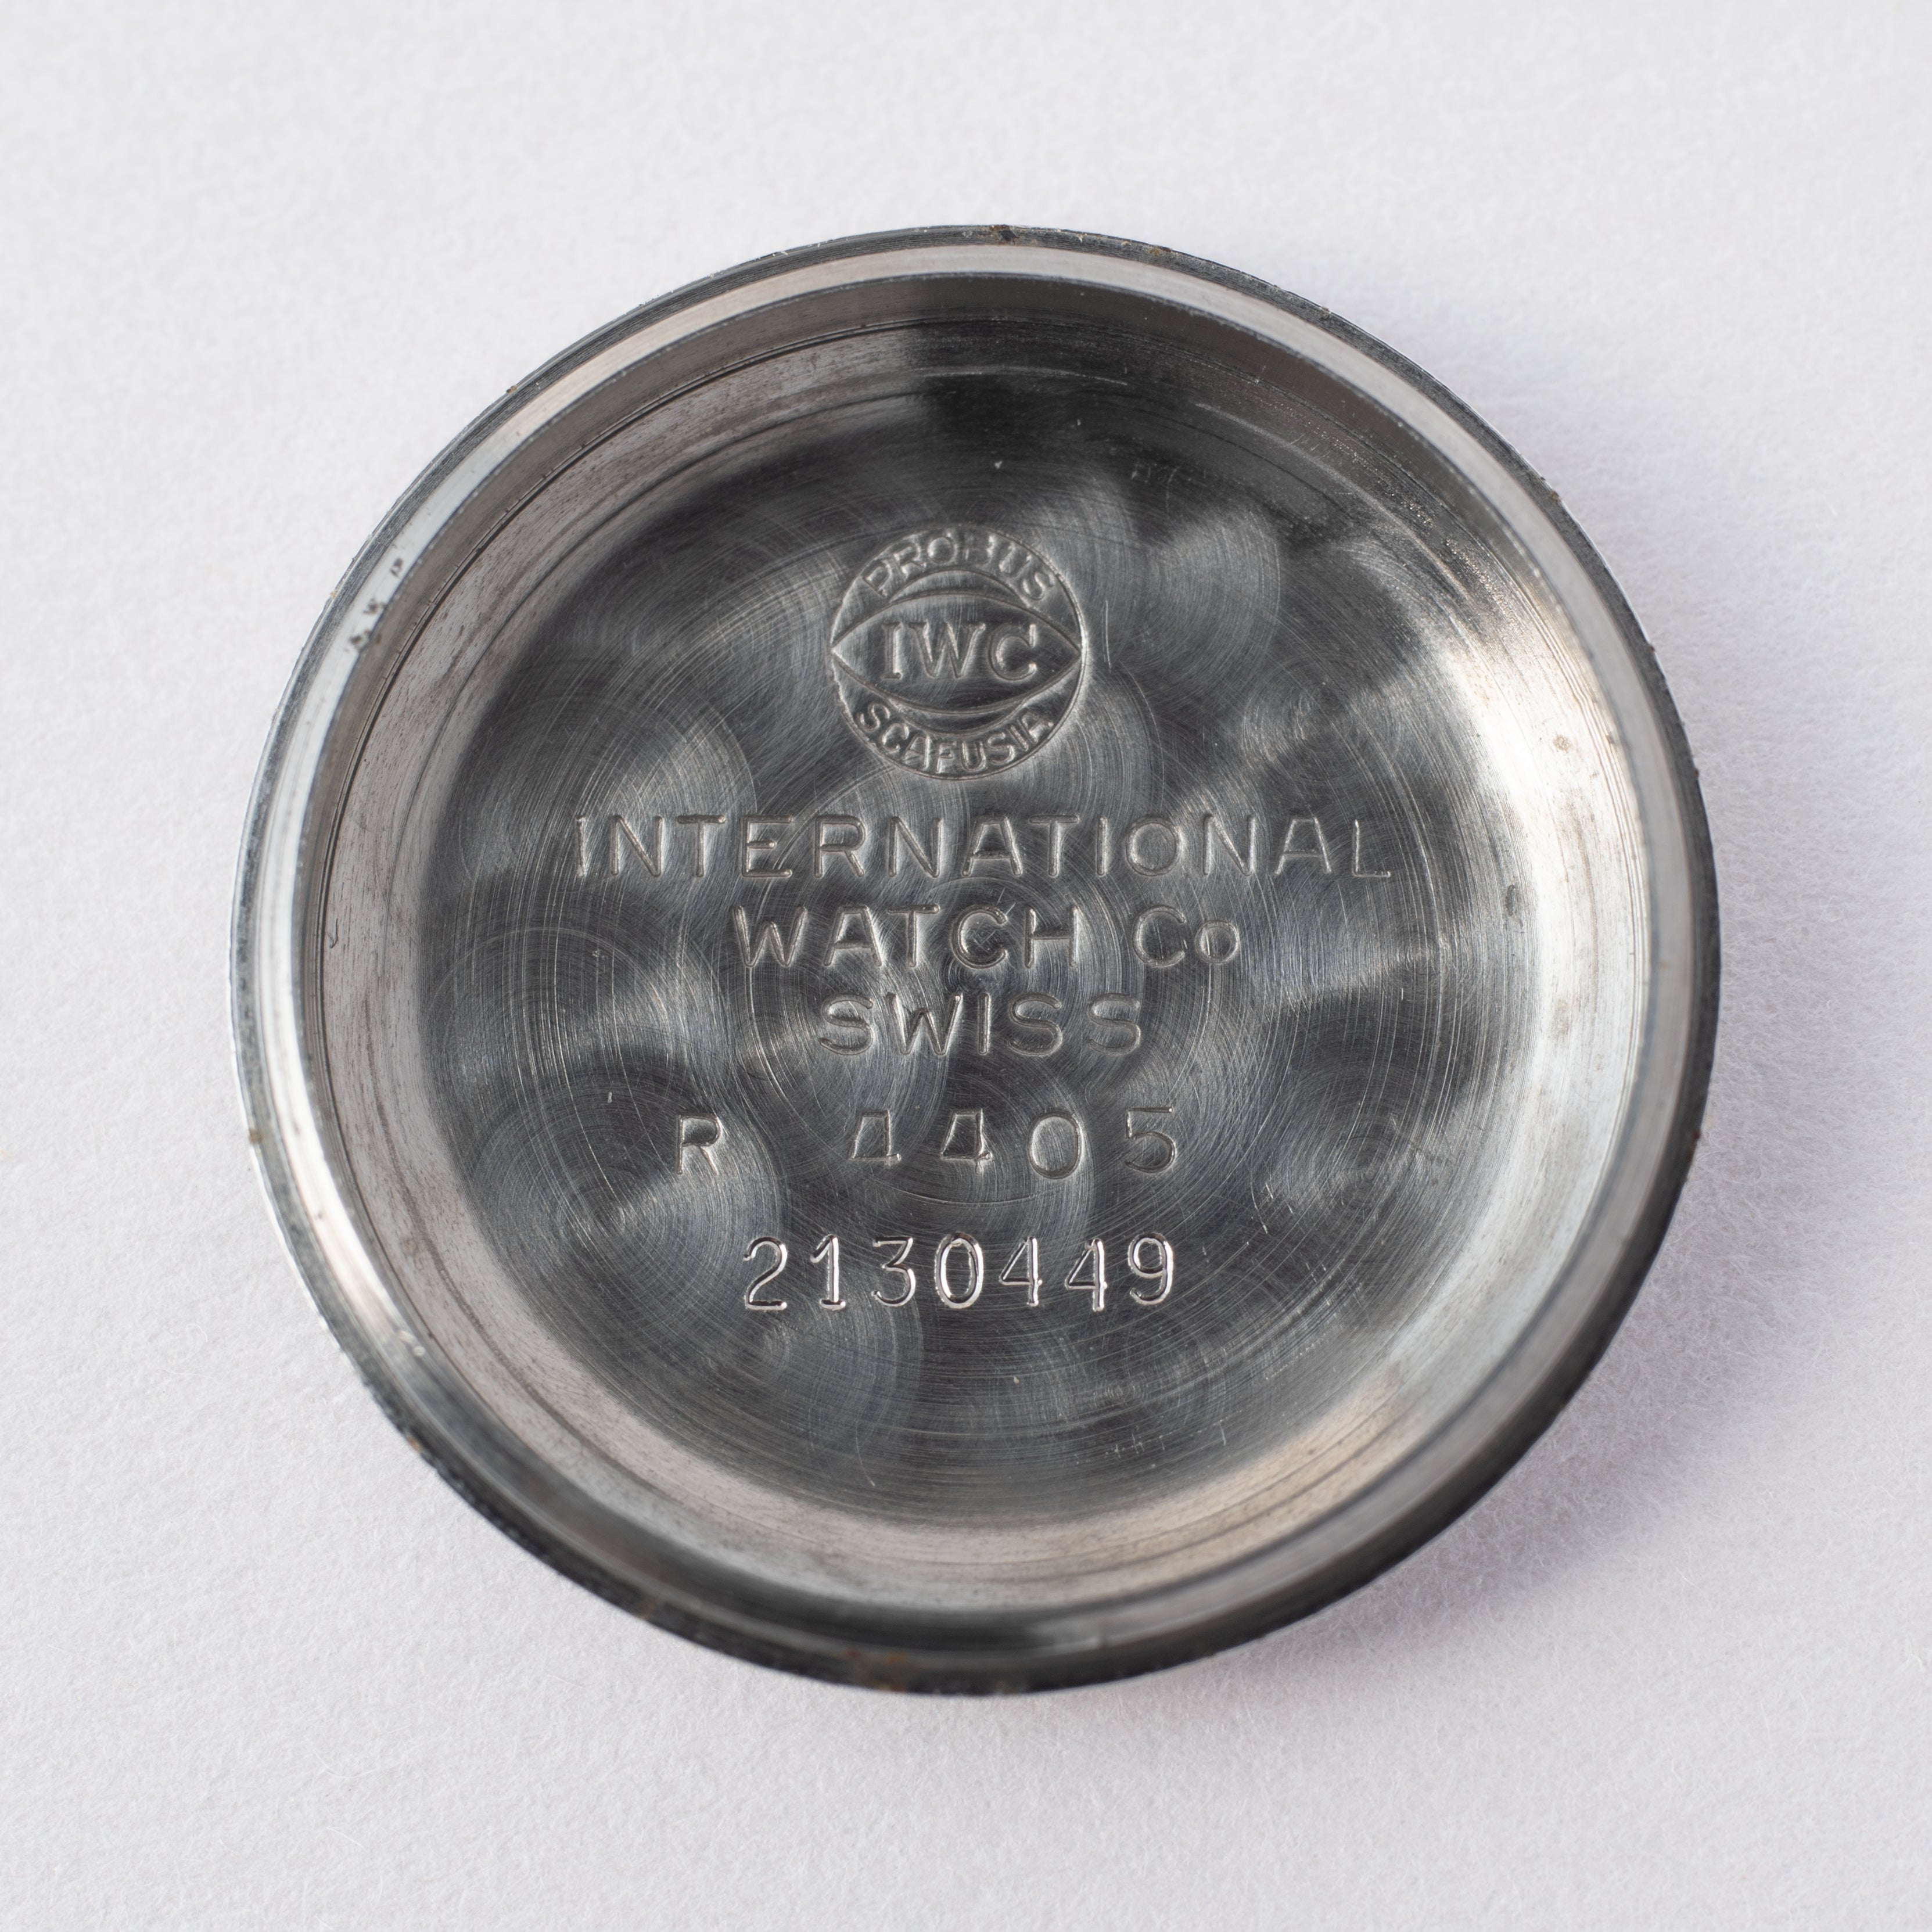 PROBUS
IWC
SCAFUSIA
INTERNATIONAL
WATCH Co
SWISS
R 4405
2130449